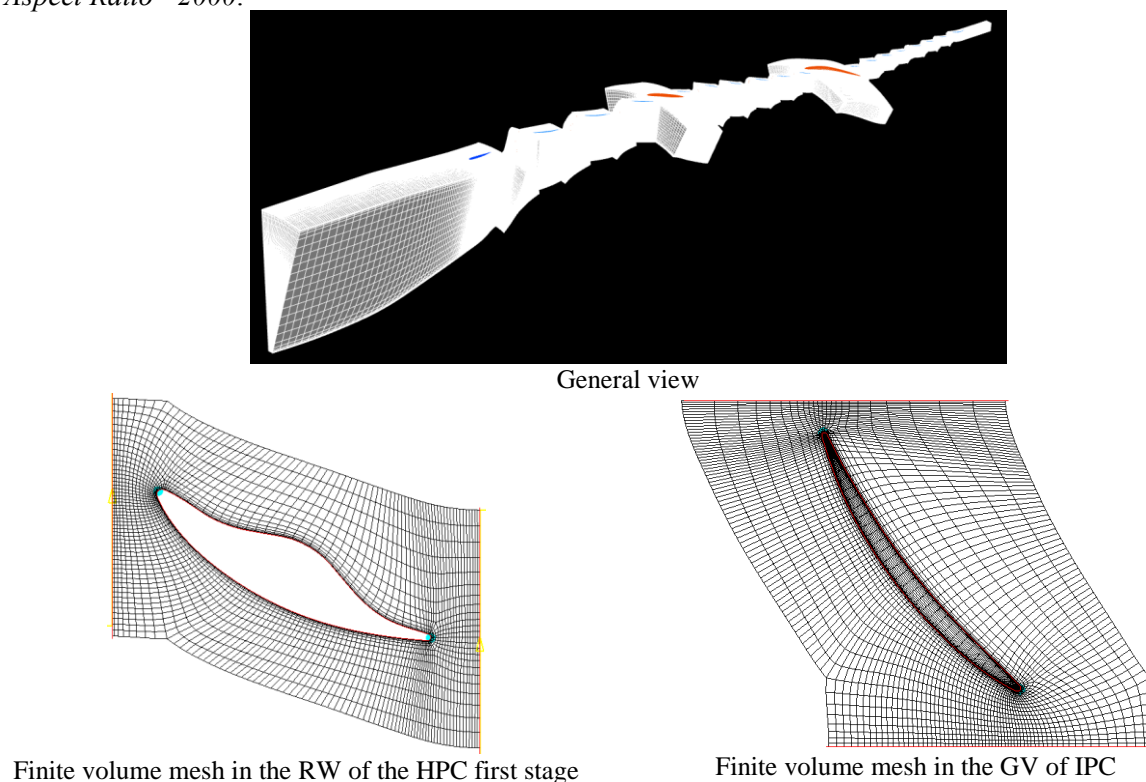 Aspect Ratio - 2000.
General view
Finite volume mesh in the RW of the HPC first stage
Finite volume mesh in the GV of IPC